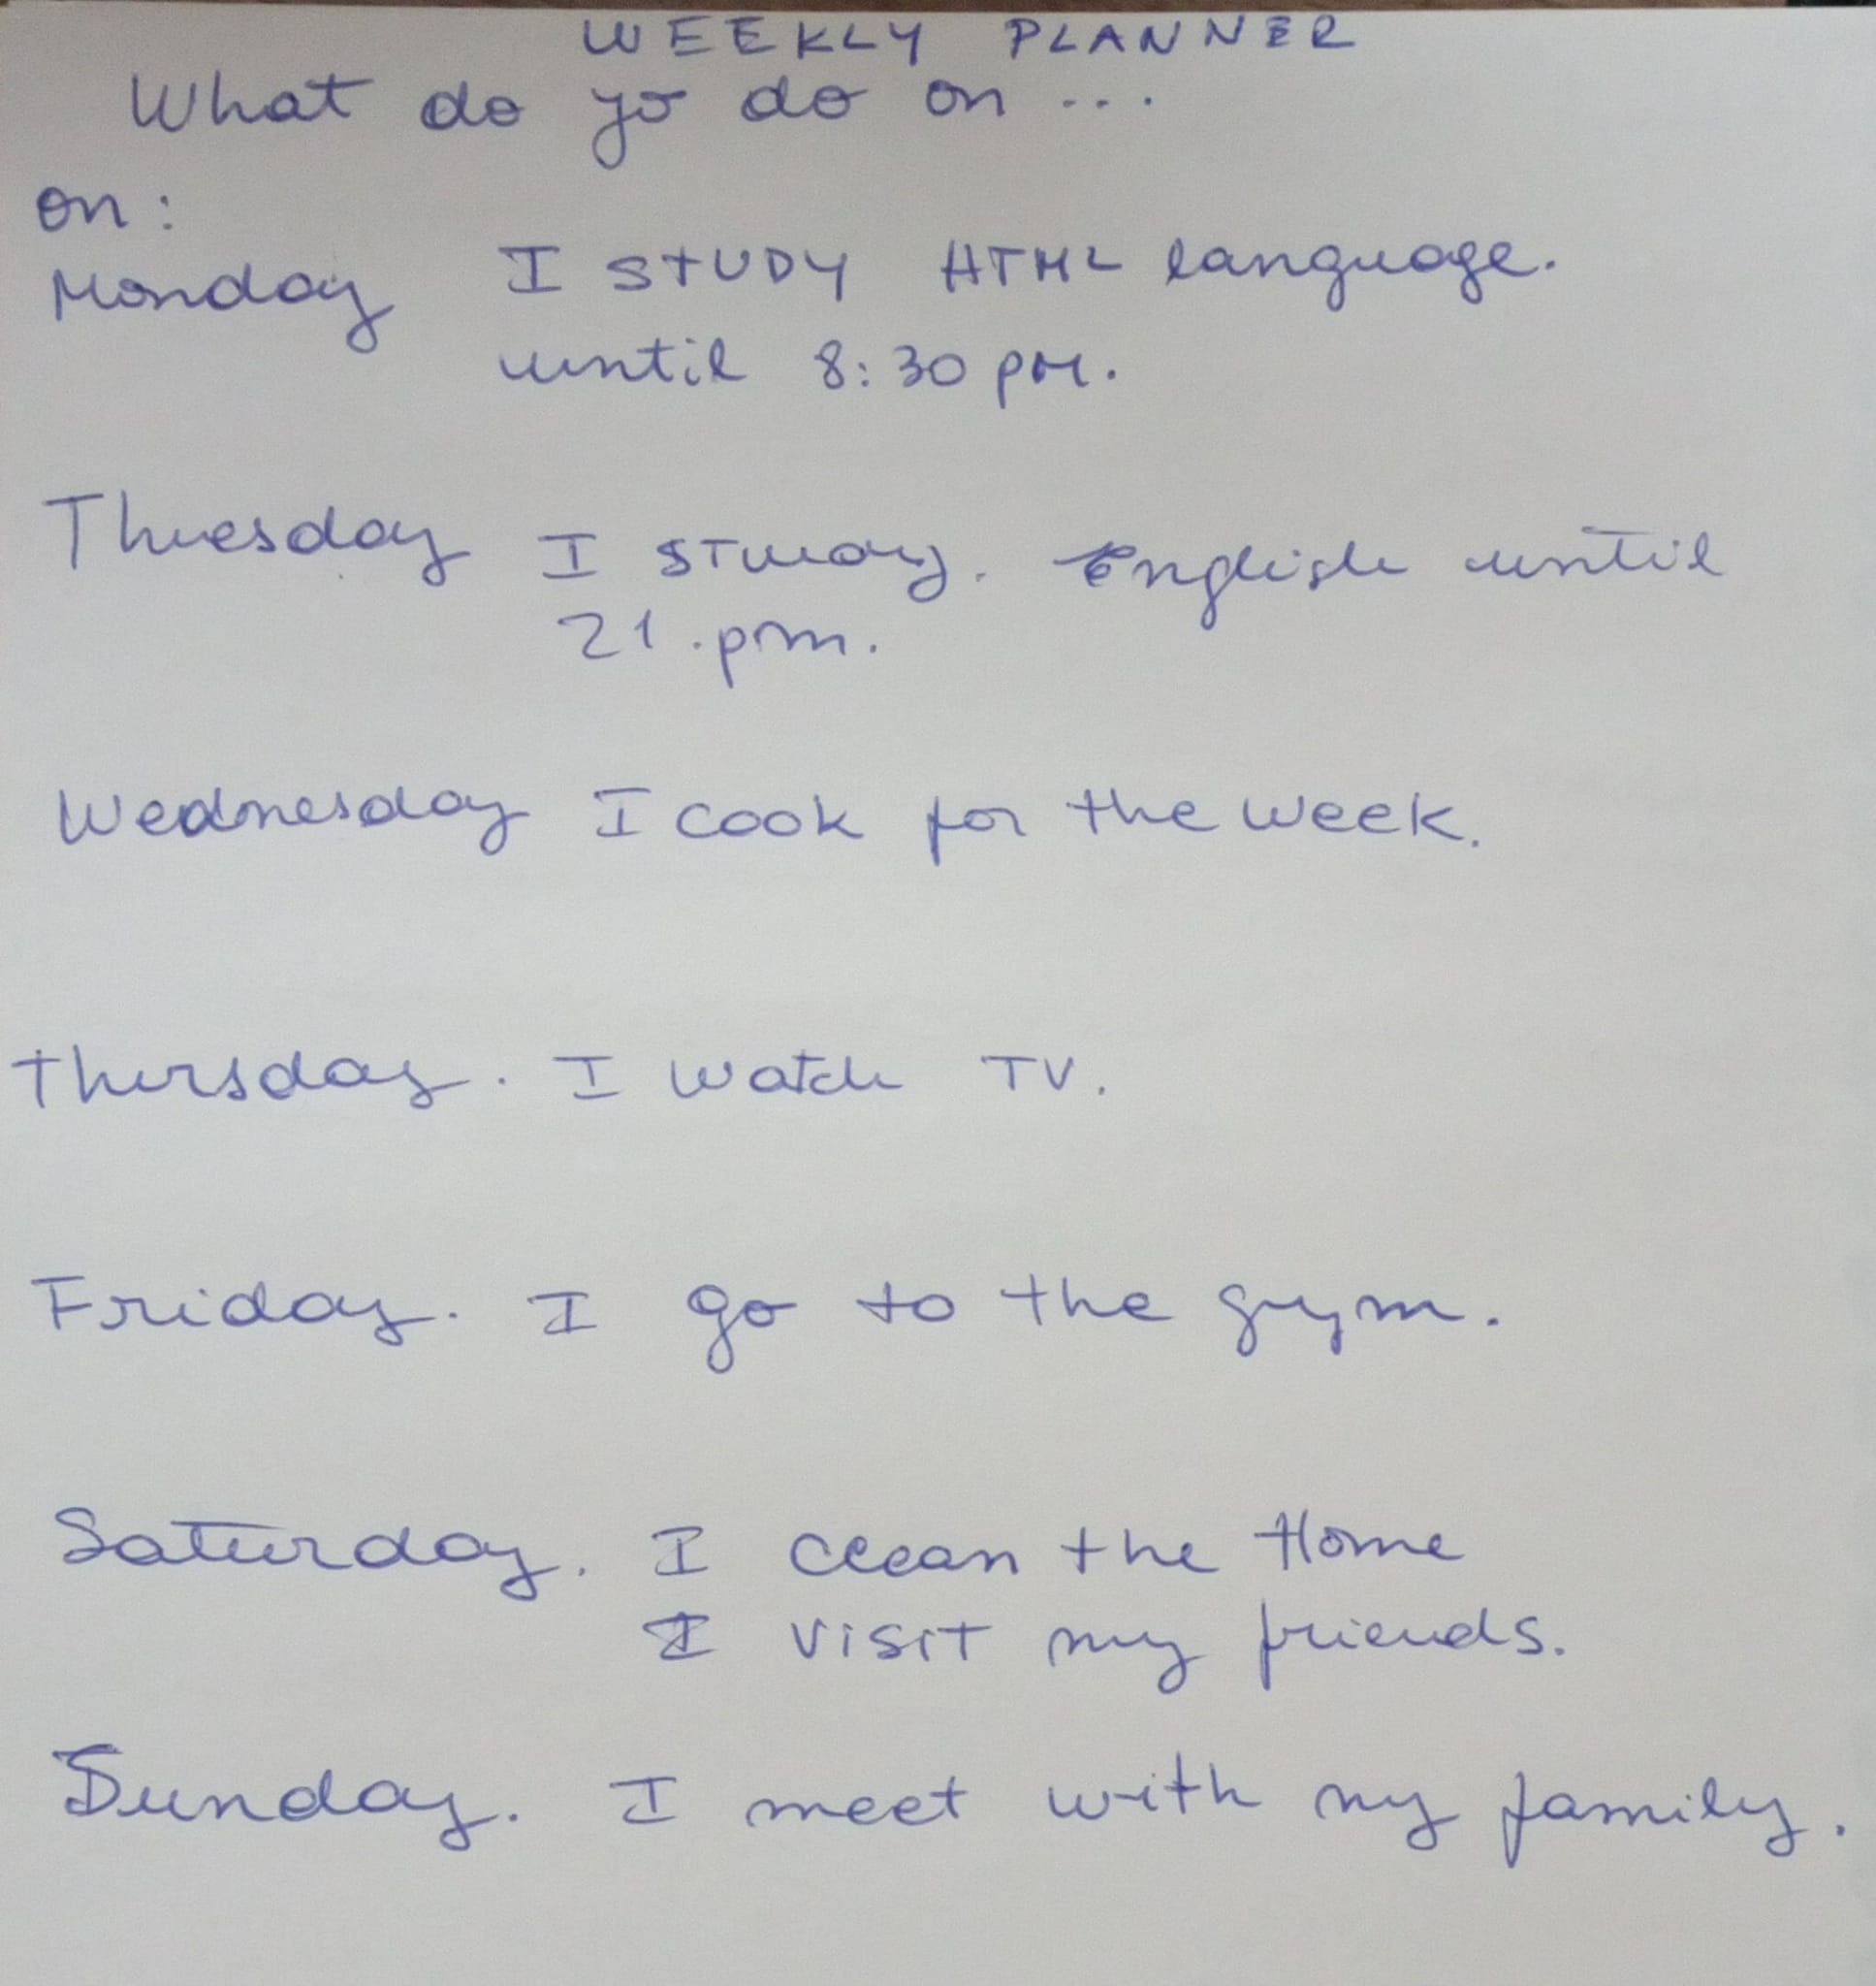 WEEKLY PLANNER
What do yo do on ...
on:
Monday I STUDY HTML language.
until 8:30 pm.
Thuesday I study. English until
21.pm.
Wednesday I cook for the week.
Thursday. I watch TV.
Friday. I go to the gym.
Saturday. I clean the Home
I visit my friends.
Sunday. I meet with my family.